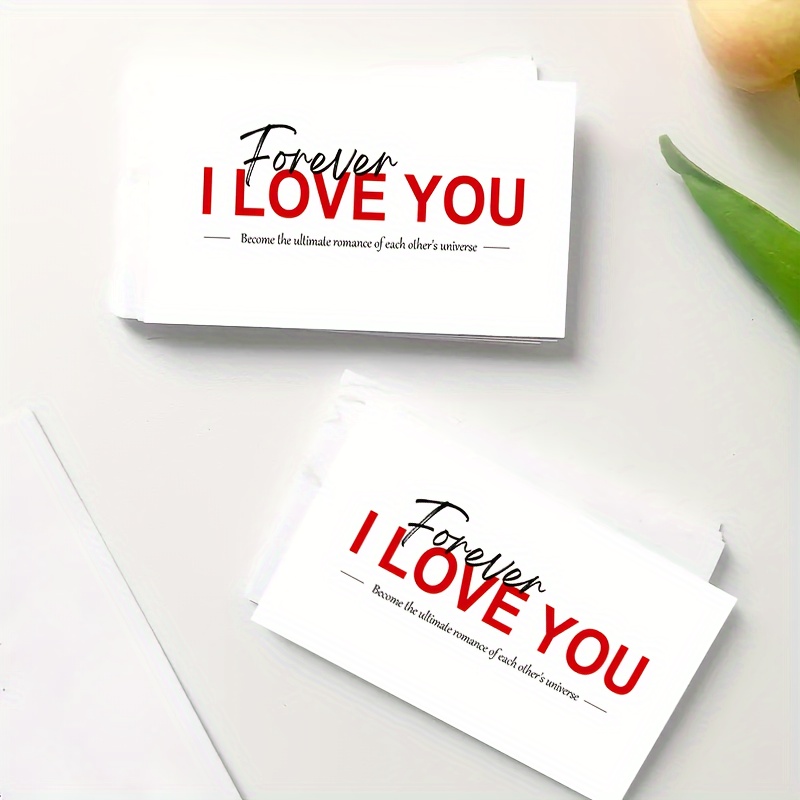 Forever
I LOVE YOU
Become the ultimate romance of each other's universe
Forever
I LOVE YOU
Become the ultimate romance of each other's universe